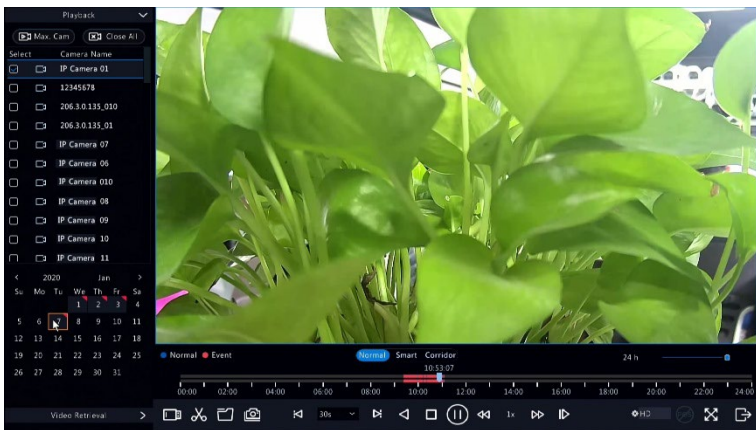 Playback
Max. Cam Close All
Select Camera Name
IP Camera 01
12345678
206.3.0.135_010
206.3.0.135_01
IP Camera 07
IP Camera 06
IP Camera 010
IP Camera 08
IP Camera 09
IP Camera 10
IP Camera 11
< 2020 Jan >
Su Mo Tu We Th Fr Sa
1 2 3 4
5 6 7 8 9 10 11
12 13 14 15 16 17 18
19 20 21 22 23 24 25
26 27 28 29 30 31
Video Retrieval >
Normal Event Normal Smart Corridor 24 h
10:53:07
00:00 02:00 04:00 06:00 08:00 10:00 12:00 14:00 16:00 18:00 20:00 22:00 24:00
30s 1x HD